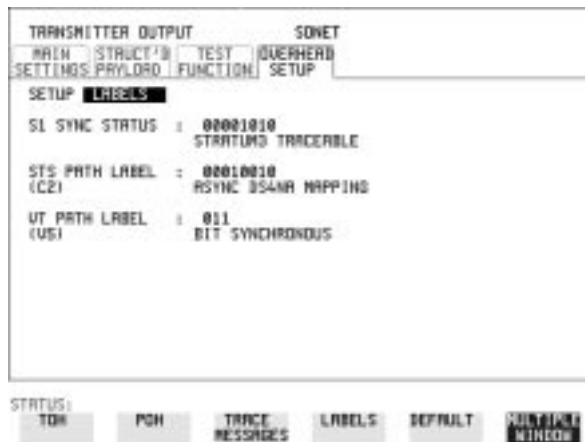 TRANSMITTER OUTPUT SONET
MAIN SETTINGS STRUCT'D PAYLOAD TEST FUNCTION OVERHEAD SETUP
SETUP LABELS
S1 SYNC STATUS : 00001010
STRATUM3 TRACEABLE
STS PATH LABEL : 00010010
(C2) ASYNC DS4NA MAPPING
VT PATH LABEL : 011
(V5) BIT SYNCHRONOUS
STATUS:
TOH POH TRACE MESSAGES LABELS DEFAULT MULTIPLE WINDOW